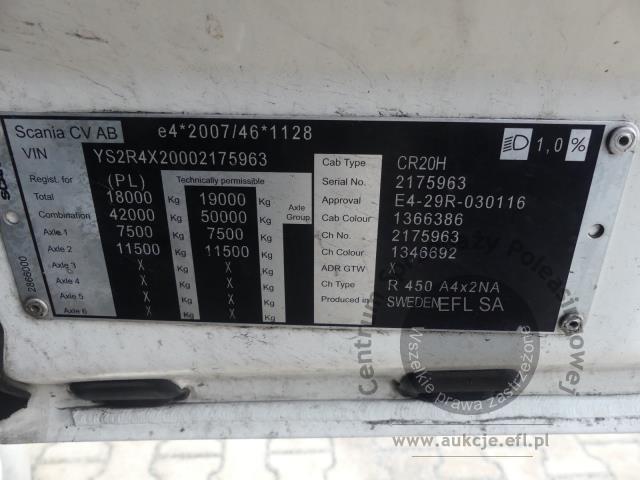 Scania CV AB e4*2007/46*1128
1,0 %
VIN YS2R4X20002175963
Regist. for (PL) Technically permissible
Total 18000 Kg 19000 Kg
Combination 42000 Kg 50000 Kg Axle Group
Axle 1 7500 Kg 7500 Kg
Axle 2 11500 Kg 11500 Kg
Axle 3 X Kg X Kg
Axle 4 X Kg X Kg
Axle 5 X Kg X Kg
Axle 6 X Kg X Kg
Cab Type CR20H
Serial No. 2175963
Approval E4-29R-030116
Cab Colour 1366386
Ch No. 2175963
Ch Colour 1346692
ADR GTW
Ch Type R 450 A4x2NA
Produced in SWEDEN
2868000
EFL SA
Centrum Sprzedaży Poleasingowej
Wszelkie prawa zastrzeżone
www.aukcje.efl.pl